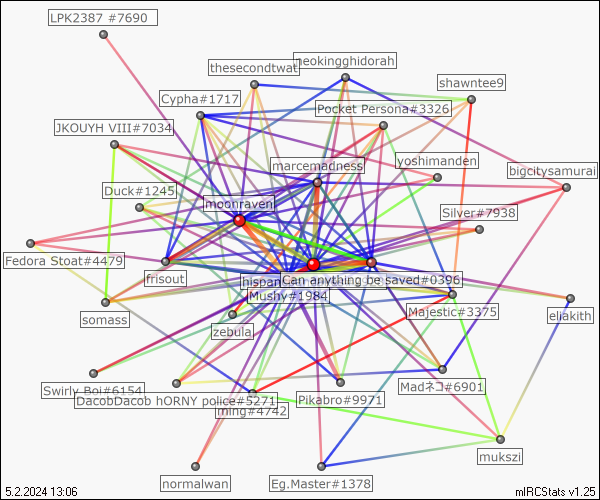 LPK2387 #7690
neokingghidorah
thesecondtwat
shawntee9
Cypha#1717
Pocket Persona#3326
JKOUYH VIII#7034
yoshimanden
marcemadness
bigcitysamurai
Duck#1245
moonraven
Silver#7938
Fedora Stoat#4479
frisout
hispan
Can anything be saved#0396
Mushy#1984
somass
Majestic#3375
eliakith
zebula
Swirly Boi#6154
Madネコ#6901
DacobDacob hORNY police#5271
Pikabro#9971
ming#4742
mukszi
normalwan
Eg.Master#1378
5.2.2024 13:06
mIRCStats v1.25